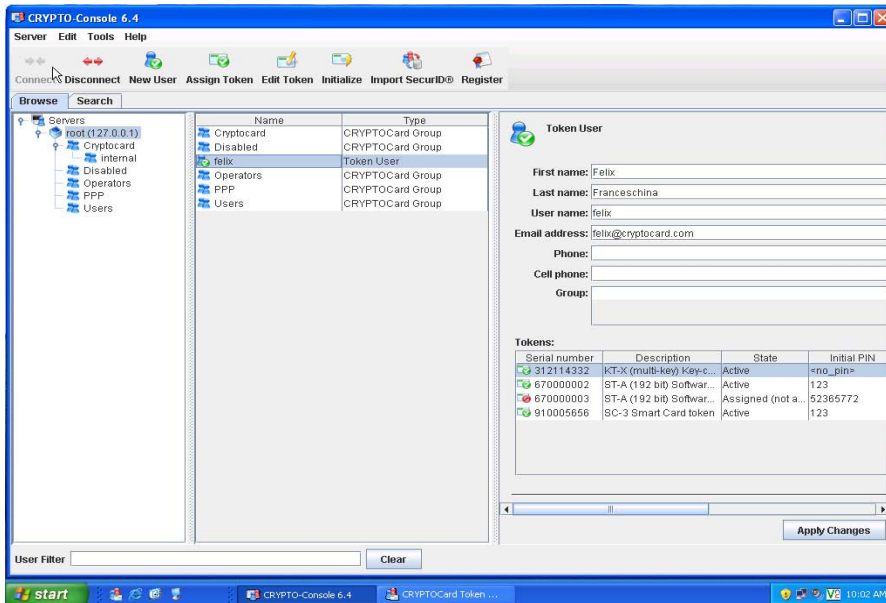 CRYPTO-Console 6.4
Server Edit Tools Help
Connect Disconnect New User Assign Token Edit Token Initialize Import SecurID® Register
Browse Search
Servers
root (127.0.0.1)
Cryptocard
internal
Disabled
Operators
PPP
Users
Name Type
Cryptocard CRYPTOCard Group
Disabled CRYPTOCard Group
felix Token User
Operators CRYPTOCard Group
PPP CRYPTOCard Group
Users CRYPTOCard Group
Token User
First name: Felix
Last name: Franceschina
User name: felix
Email address: felix@cryptocard.com
Phone:
Cell phone:
Group:
Tokens:
Serial number Description State Initial PIN
312114332 KT-X (multi-key) Key-c... Active <no_pin>
670000002 ST-A (192 bit) Softwar... Active 123
670000003 ST-A (192 bit) Softwar... Assigned (not a... 52365772
910005656 SC-3 Smart Card token Active 123
Apply Changes
User Filter Clear
start CRYPTO-Console 6.4 CRYPTOCard Token ... 10:02 AM